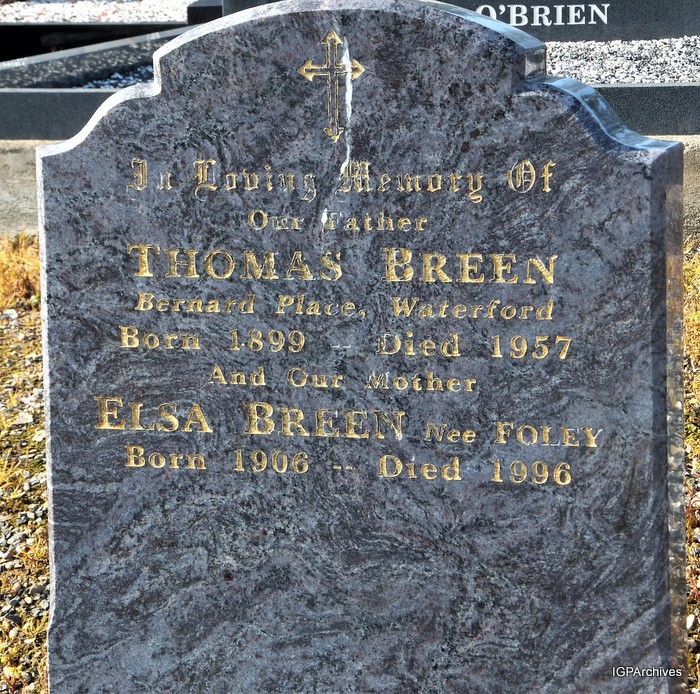 O'BRIEN
In Loving Memory Of
Our Father
THOMAS BREEN
Bernard Place, Waterford
Born 1899 -- Died 1957
And Our Mother
ELSA BREEN Nee FOLEY
Born 1906 -- Died 1996
IGPArchives